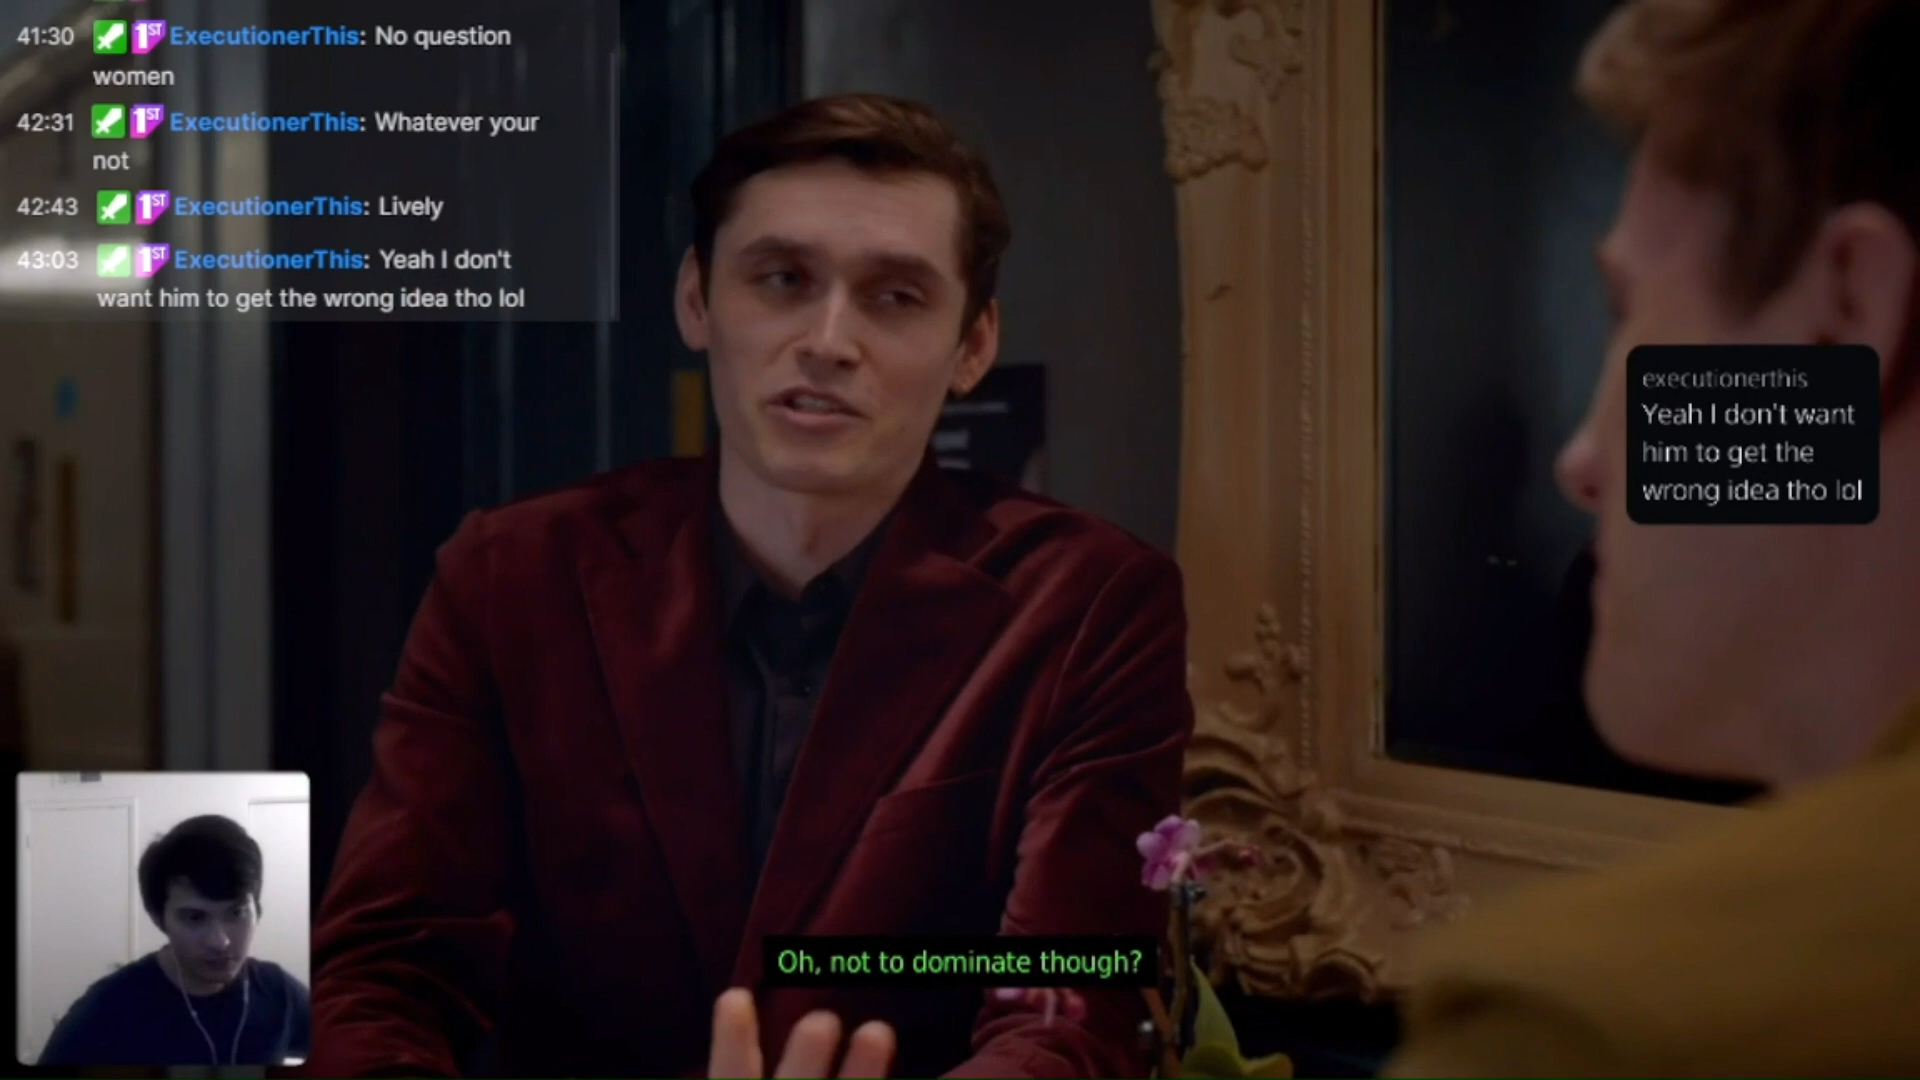 41:30 1ST ExecutionerThis: No question
women
42:31 1ST ExecutionerThis: Whatever your
not
42:43 1ST ExecutionerThis: Lively
43:03 1ST ExecutionerThis: Yeah I don't
want him to get the wrong idea tho lol
executionerthis
Yeah I don't want
him to get the
wrong idea tho lol
Oh, not to dominate though?